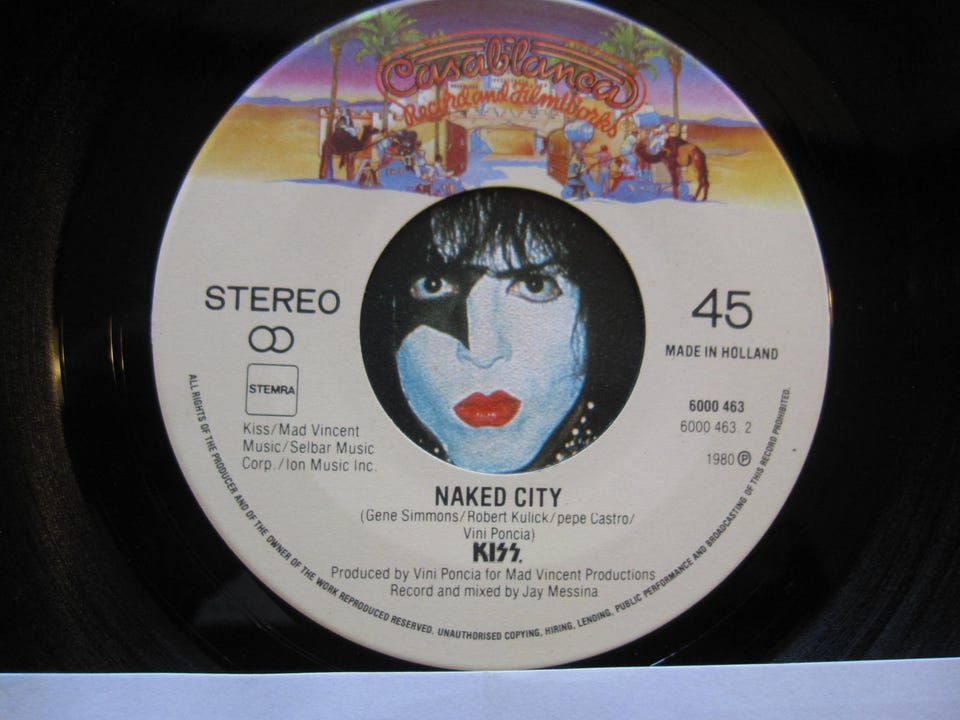 Casablanca
Record and FilmWorks
STEREO
45
MADE IN HOLLAND
STEMRA
6000 463
6000 463. 2
1980 Ⓟ
Kiss/Mad Vincent
Music/Selbar Music
Corp./Ion Music Inc.
NAKED CITY
(Gene Simmons/Robert Kulick/pepe Castro/
Vini Poncia)
KISS.
Produced by Vini Poncia for Mad Vincent Productions
Record and mixed by Jay Messina
ALL RIGHTS OF THE PRODUCER AND OF THE OWNER OF THE WORK REPRODUCED RESERVED. UNAUTHORISED COPYING, HIRING, LENDING, PUBLIC PERFORMANCE AND BROADCASTING OF THIS RECORD PROHIBITED.